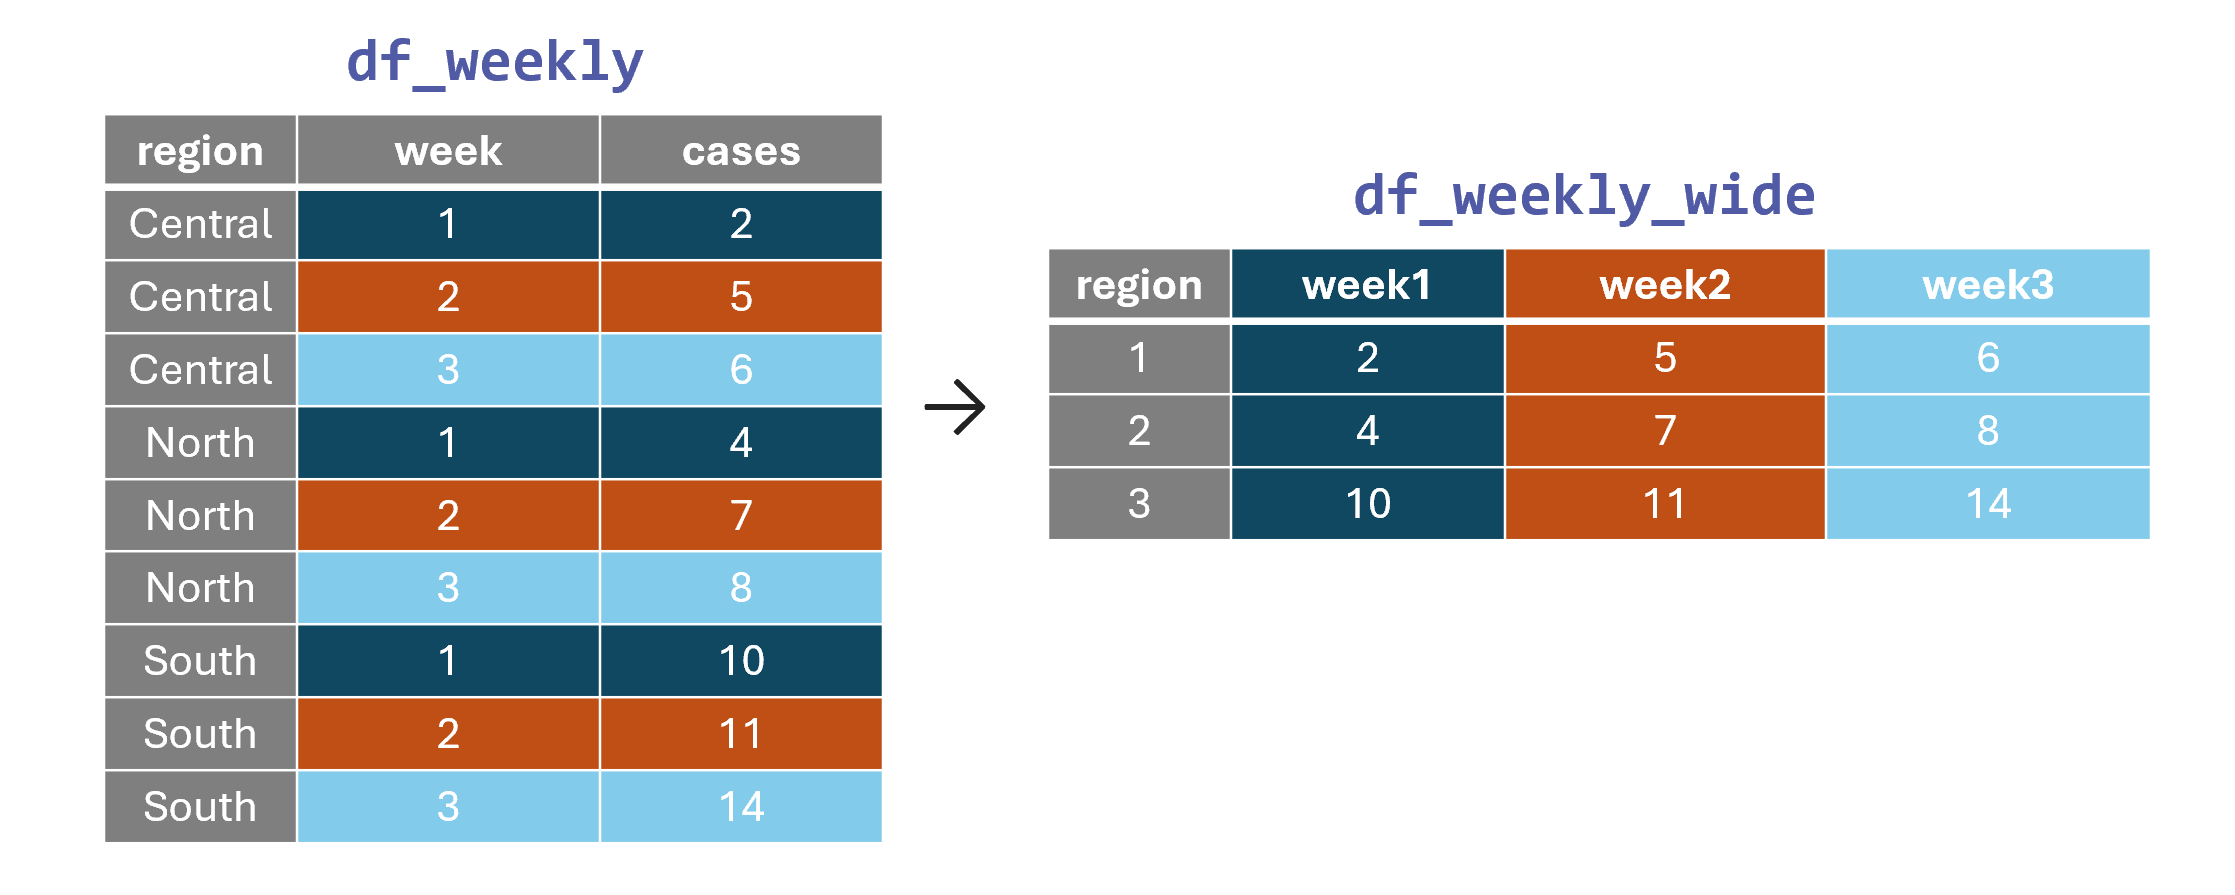 df_weekly
region week cases
Central 1 2
Central 2 5
Central 3 6
North 1 4
North 2 7
North 3 8
South 1 10
South 2 11
South 3 14
df_weekly_wide
region week1 week2 week3
1 2 5 6
2 4 7 8
3 10 11 14